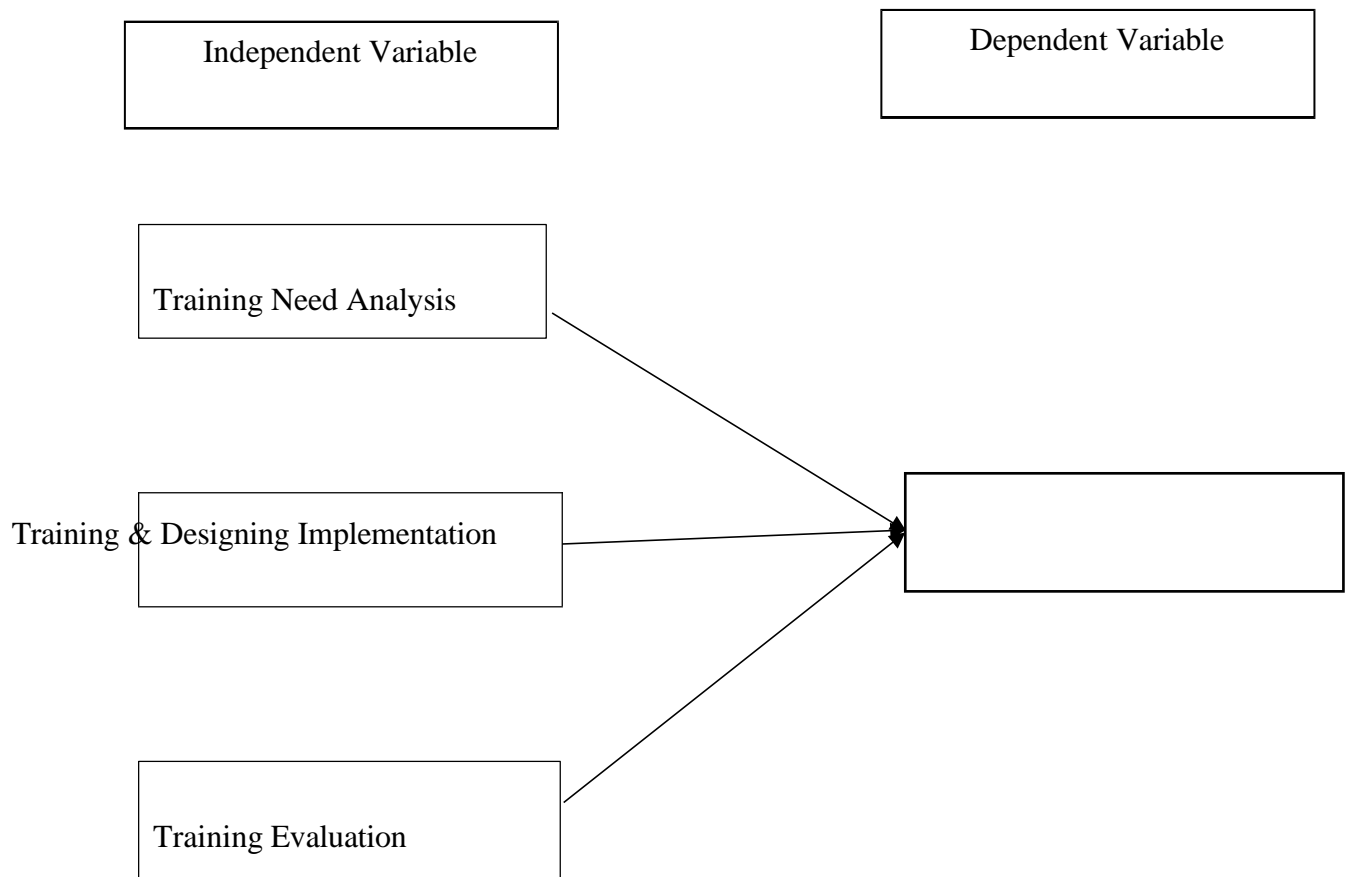 Independent Variable
Dependent Variable
Training Need Analysis
Training & Designing Implementation
Training Evaluation